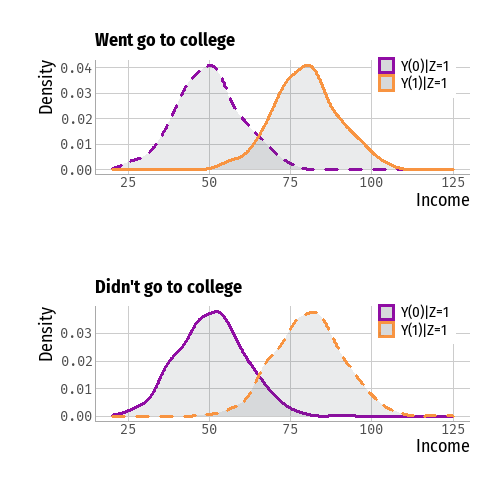 Went go to college
Density
0.04
0.03
0.02
0.01
0.00
Y(0)|Z=1
Y(1)|Z=1
25 50 75 100 125
Income
Didn't go to college
Density
0.03
0.02
0.01
0.00
Y(0)|Z=1
Y(1)|Z=1
25 50 75 100 125
Income